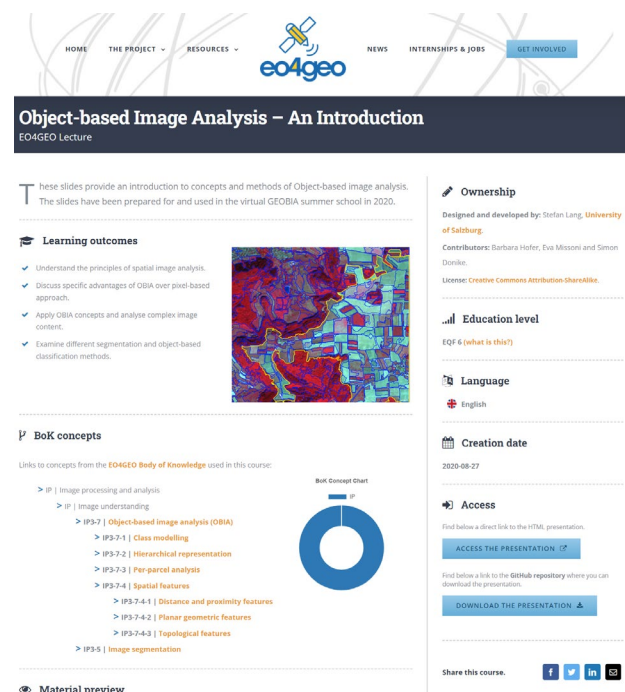 HOME
THE PROJECT
RESOURCES
eo4geo
NEWS
INTERNSHIPS & JOBS
GET INVOLVED
Object-based Image Analysis – An Introduction
EO4GEO Lecture
These slides provide an introduction to concepts and methods of Object-based image analysis.
The slides have been prepared for and used in the virtual GEOBIA summer school in 2020.
Learning outcomes
Understand the principles of spatial image analysis.
Discuss specific advantages of OBIA over pixel-based
approach.
Apply OBIA concepts and analyse complex image
content.
Examine different segmentation and object-based
classification methods.
BoK concepts
Links to concepts from the EO4GEO Body of Knowledge used in this course:
> IP | Image processing and analysis
> IP | Image understanding
> IP3-7 | Object-based image analysis (OBIA)
> IP3-7-1 | Class modelling
> IP3-7-2 | Hierarchical representation
> IP3-7-3 | Per-parcel analysis
> IP3-7-4 | Spatial features
> IP3-7-4-1 | Distance and proximity features
> IP3-7-4-2 | Planar geometric features
> IP3-7-4-3 | Topological features
> IP3-5 | Image segmentation
BoK Concept Chart
IP
Material preview
Ownership
Designed and developed by: Stefan Lang, University
of Salzburg.
Contributors: Barbara Hofer, Eva Missoni and Simon
Donike.
License: Creative Commons Attribution-ShareAlike.
Education level
EQF 6 (what is this?)
Language
English
Creation date
2020-08-27
Access
Find below a direct link to the HTML presentation.
ACCESS THE PRESENTATION
Find below a link to the GitHub repository where you can
download the presentation.
DOWNLOAD THE PRESENTATION
Share this course.